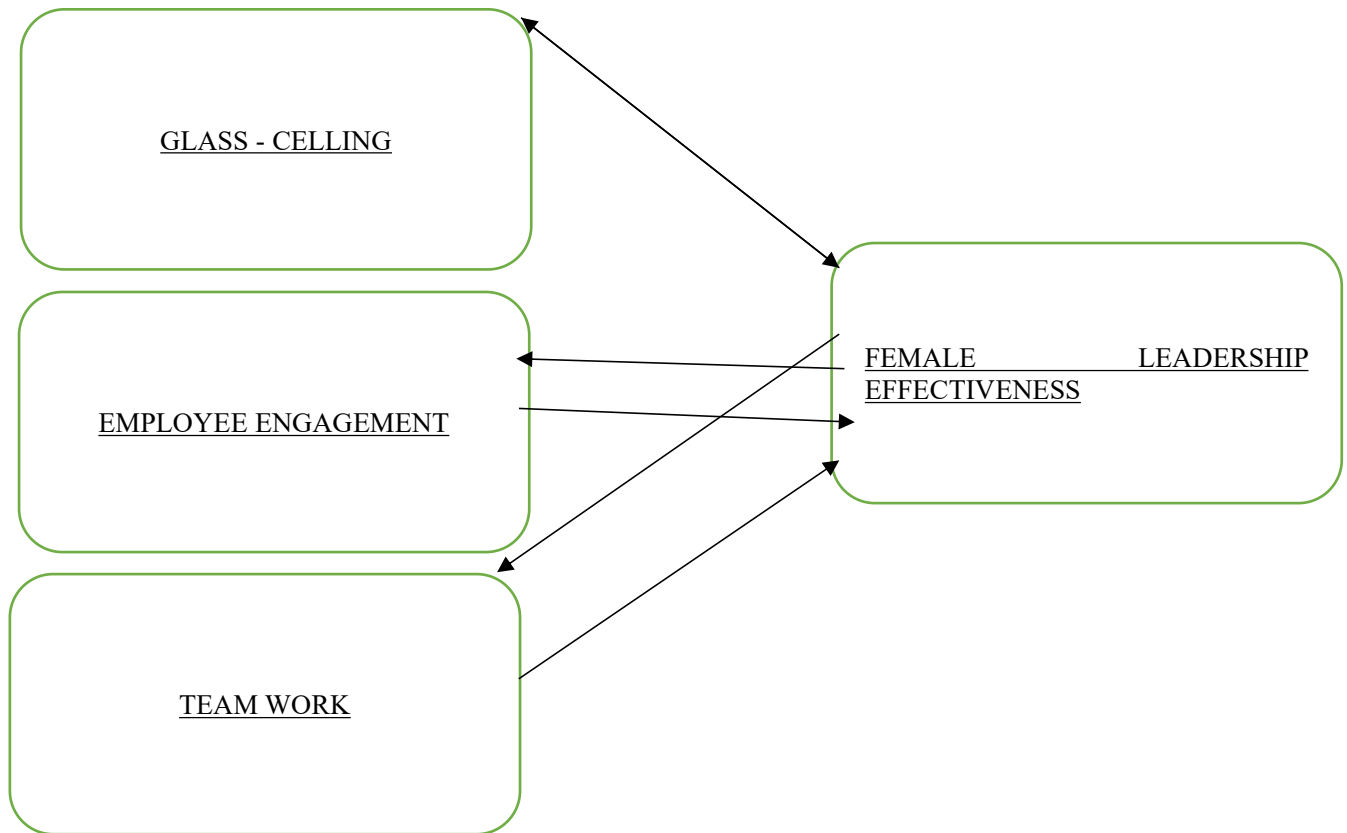 GLASS - CELLING
FEMALE LEADERSHIP
EFFECTIVENESS
EMPLOYEE ENGAGEMENT
TEAM WORK